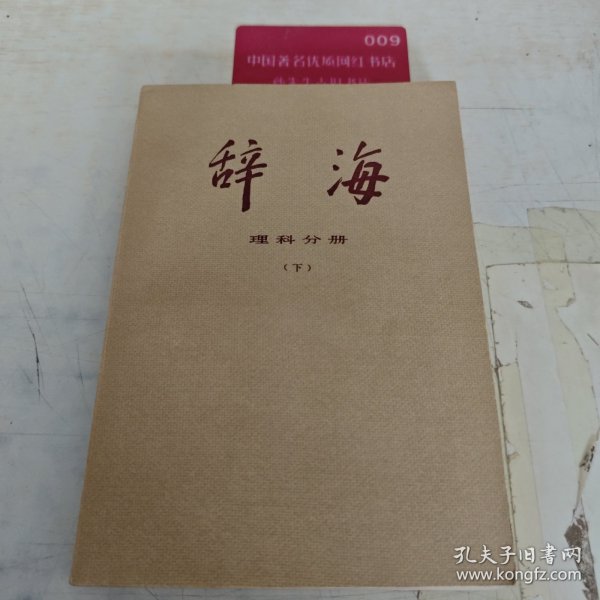 009
中国著名优质网红书店
辞海
理科分册
（下）
孔夫子旧书网
www.kongfz.com